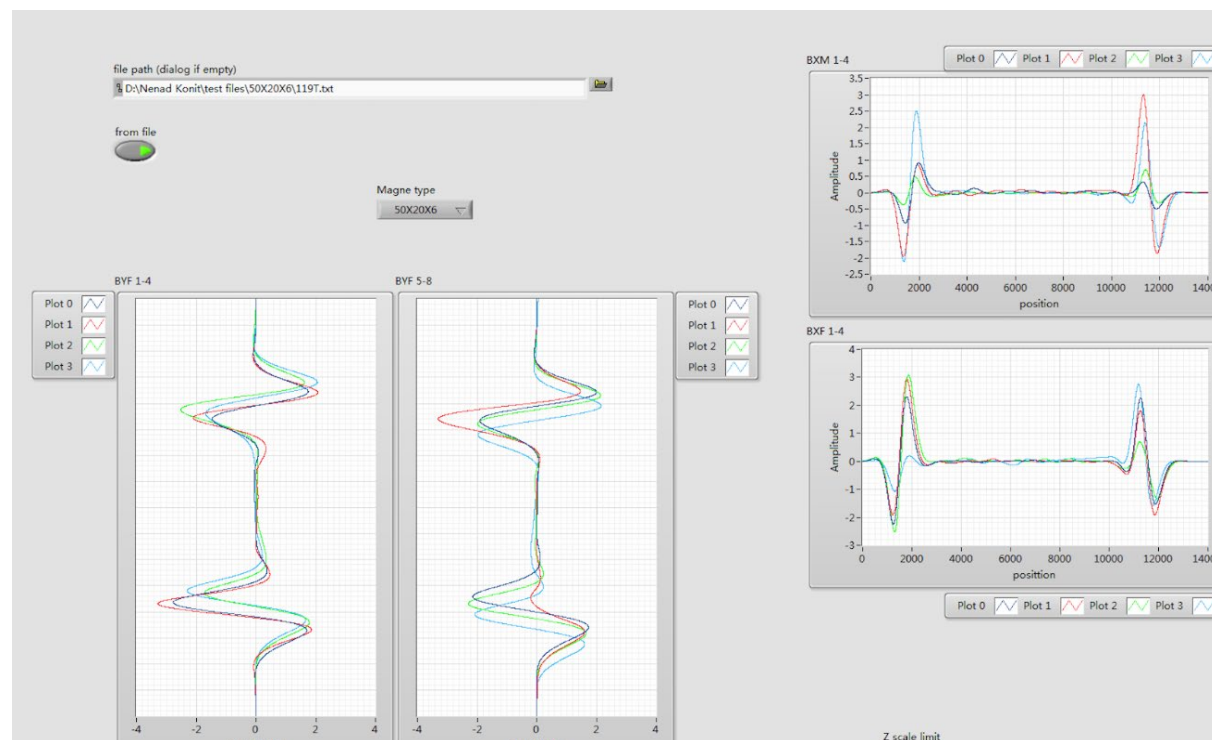 file path (dialog if empty)
D:\Nenad Konit\test files\50X20X6\119T.txt
from file
Magne type
50X20X6
BYF 1-4
Plot 0
Plot 1
Plot 2
Plot 3
-4 -2 0 2 4
BYF 5-8
Plot 0
Plot 1
Plot 2
Plot 3
-4 -2 0 2 4
BXM 1-4
Plot 0 Plot 1 Plot 2 Plot 3
Amplitude
3.5
3
2.5
2
1.5
1
0.5
0
-0.5
-1
-1.5
-2
-2.5
0 2000 4000 6000 8000 10000 12000 1400
position
BXF 1-4
Amplitude
4
3
2
1
0
-1
-2
-3
0 2000 4000 6000 8000 10000 12000 14000
posittion
Plot 0 Plot 1 Plot 2 Plot 3
Z scale limit